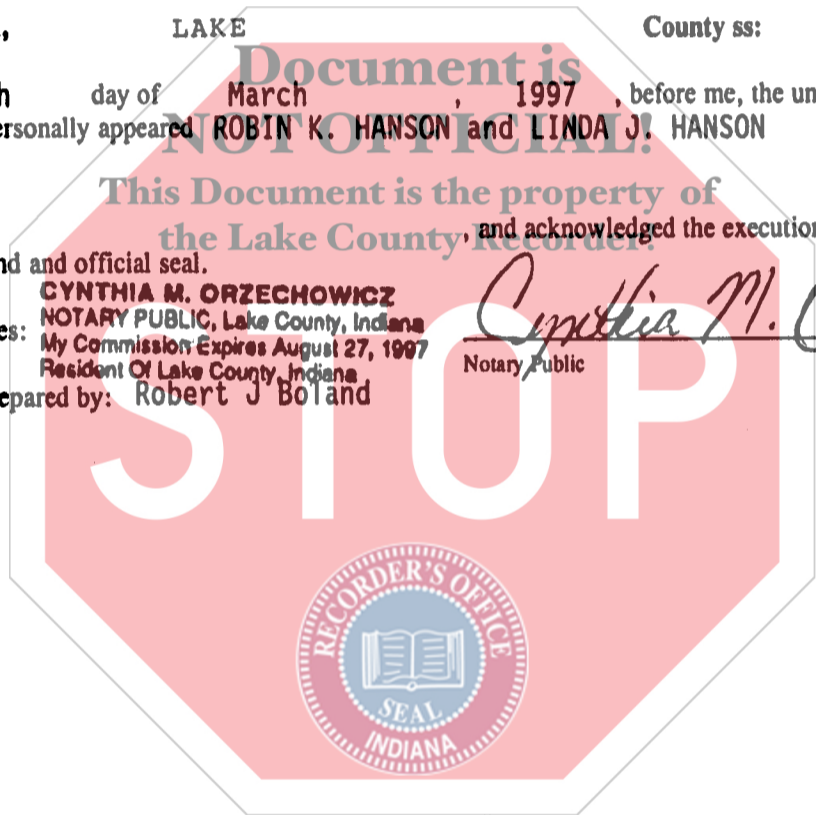 LAKE County ss:
Document is
h day of March , 1997 , before me, the un
NOT OFFICIAL!
ersonally appeared ROBIN K. HANSON and LINDA J. HANSON
This Document is the property of
, and acknowledged the execution
the Lake County Recorder!
nd and official seal.
CYNTHIA M. ORZECHOWICZ
es: NOTARY PUBLIC, Lake County, Indiana
My Commission Expires August 27, 1997
Cynthia M.
Resident Of Lake County, Indiana
Notary Public
epared by: Robert J Boland
STOP
RECORDER'S OFFICE
SEAL
INDIANA